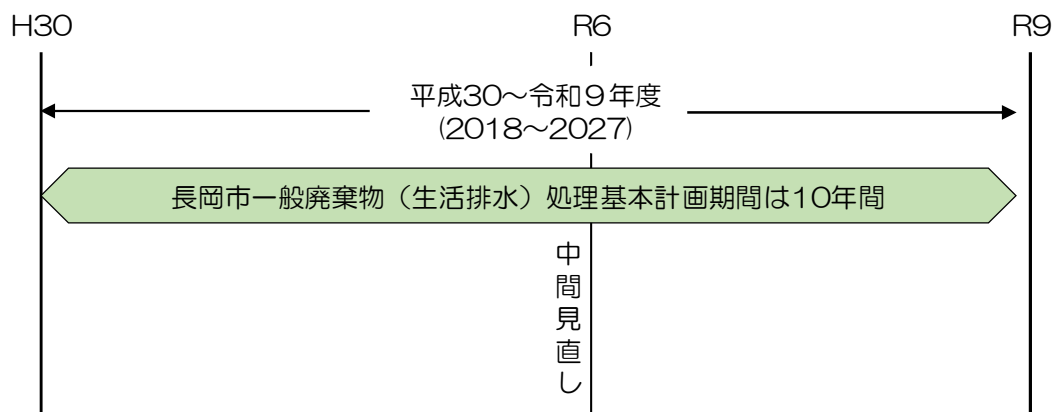 H30
R6
R9
平成30～令和9年度
(2018～2027)
長岡市一般廃棄物（生活排水）処理基本計画期間は10年間
中間見直し